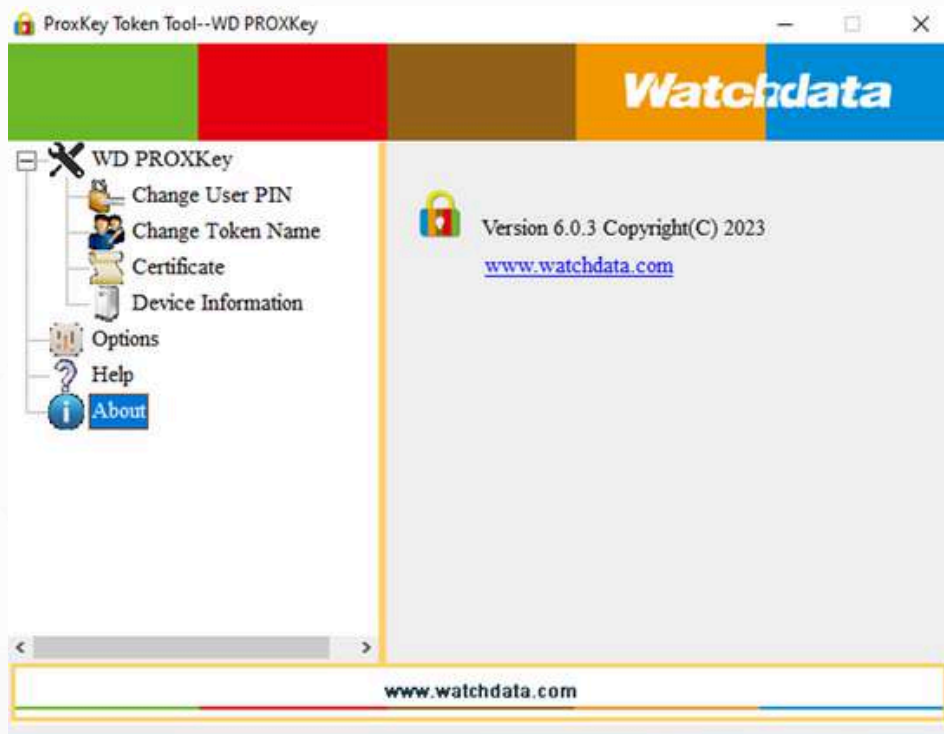 ProxKey Token Tool--WD PROXKey
Watchdata
WD PROXKey
Change User PIN
Change Token Name
Certificate
Device Information
Options
Help
About
Version 6.0.3 Copyright(C) 2023
www.watchdata.com
www.watchdata.com